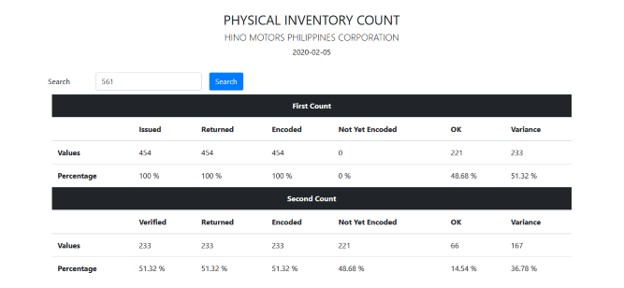 PHYSICAL INVENTORY COUNT
HINO MOTORS PHILIPPINES CORPORATION
2020-02-05
Search 561 Search
First Count
Issued Returned Encoded Not Yet Encoded OK Variance
Values 454 454 454 0 221 233
Percentage 100 % 100 % 100 % 0 % 48.68 % 51.32 %
Second Count
Verified Returned Encoded Not Yet Encoded OK Variance
Values 233 233 233 221 66 167
Percentage 51.32 % 51.32 % 51.32 % 48.68 % 14.54 % 36.78 %